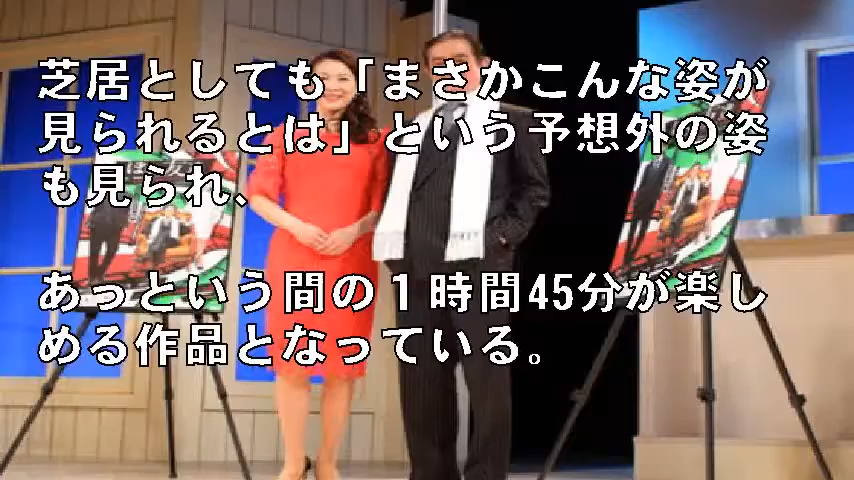 芝居としても「まさかこんな姿が
見られるとは」という予想外の姿
も見られ、
あっという間の１時間45分が楽し
める作品となっている。